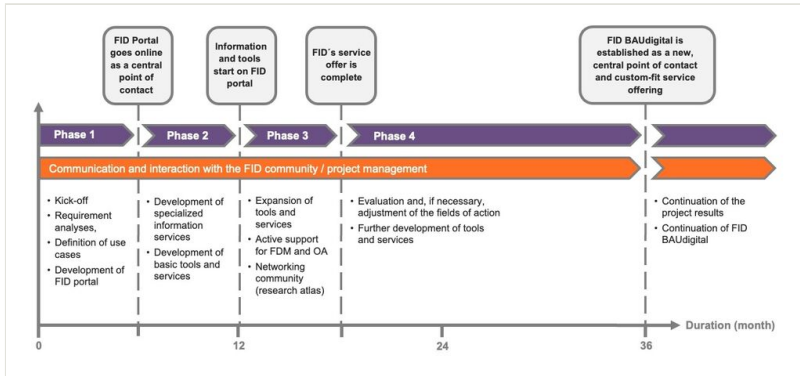 FID Portal
goes online
as a central
point of
contact
Information
and tools
start on FID
portal
FID´s service
offer is
complete
FID BAUdigital is
established as a new,
central point of contact
and custom-fit service
offering
Phase 1
Phase 2
Phase 3
Phase 4
Communication and interaction with the FID community / project management
• Kick-off
• Requirement
analyses,
• Definition of use
cases
• Development of
FID portal
• Development of
specialized
information
services
• Development of
basic tools and
services
• Expansion of
tools and
services
• Active support
for FDM and OA
• Networking
community
(research atlas)
• Evaluation and, if necessary,
adjustment of the fields of action
• Further development of tools
and services
• Continuation of the
project results
• Continuation of FID
BAUdigital
Duration (month)
0
12
24
36